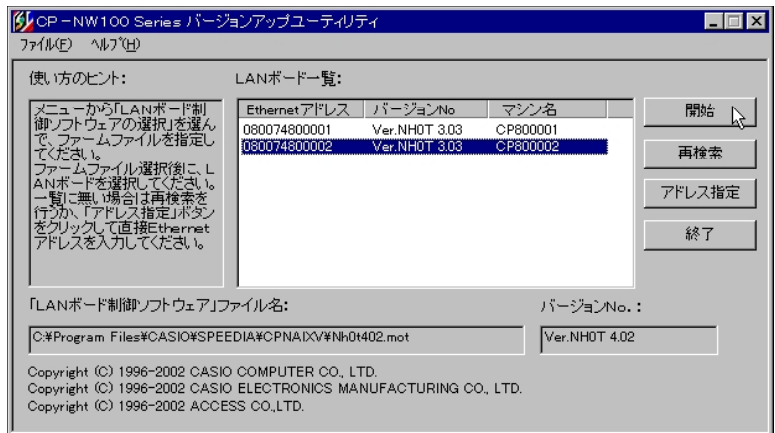 CP-NW100 Series バージョンアップユーティリティ
ファイル(F) ヘルプ(H)
使い方のヒント:
メニューから「LANボード制
御ソフトウェアの選択」を選ん
で、ファームファイルを指定し
てください。
ファームファイル選択後に、L
ANボードを選択してください。
一覧に無い場合は再検索を
行うか、「アドレス指定」ボタン
をクリックして直接Ethernet
アドレスを入力してください。
LANボード一覧:
Ethernetアドレス バージョンNo マシン名
080074800001 Ver.NH0T 3.03 CP800001
080074800002 Ver.NH0T 3.03 CP800002
開始
再検索
アドレス指定
終了
「LANボード制御ソフトウェア」ファイル名:
C:¥Program Files¥CASIO¥SPEEDIA¥CPNAIXV¥Nh0t402.mot
バージョンNo.:
Ver.NH0T 4.02
Copyright (C) 1996-2002 CASIO COMPUTER CO., LTD.
Copyright (C) 1996-2002 CASIO ELECTRONICS MANUFACTURING CO., LTD.
Copyright (C) 1996-2002 ACCESS CO.,LTD.